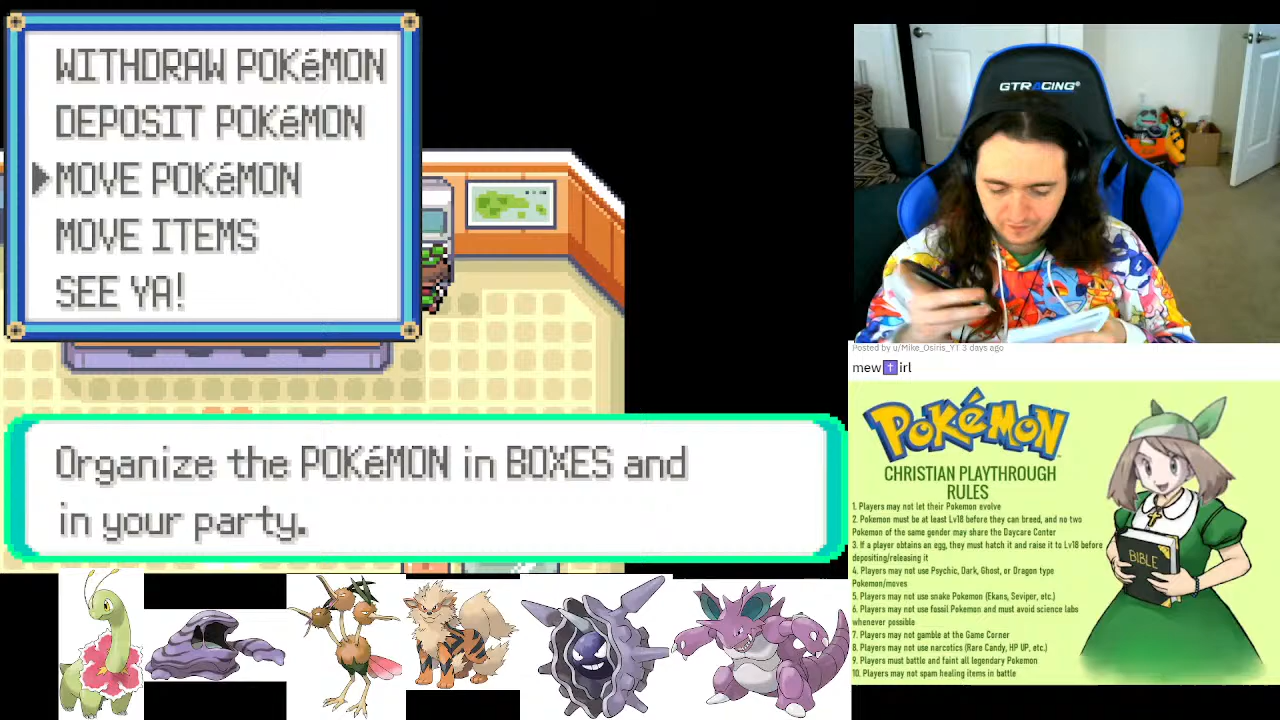 WITHDRAW POKéMON
DEPOSIT POKéMON
MOVE POKéMON
MOVE ITEMS
SEE YA!
Organize the POKéMON in BOXES and
in your party.
GTRACING
Posted by u/Mike_Osiris_YT 3 days ago
mew✝irl
POKéMON
CHRISTIAN PLAYTHROUGH
RULES
1. Players may not let their Pokemon evolve
2. Pokemon must be at least Lv18 before they can breed, and no two
Pokemon of the same gender may share the Daycare Center
3. If a player obtains an egg, they must hatch it and raise it to Lv18 before
depositing/releasing it
4. Players may not use Psychic, Dark, Ghost, or Dragon type
Pokemon/moves
5. Players may not use snake Pokemon (Ekans, Seviper, etc.)
6. Players may not use fossil Pokemon and must avoid science labs
whenever possible
7. Players may not gamble at the Game Corner
8. Players may not use narcotics (Rare Candy, HP UP, etc.)
9. Players must battle and faint all legendary Pokemon
10. Players may not spam healing items in battle
BIBLE